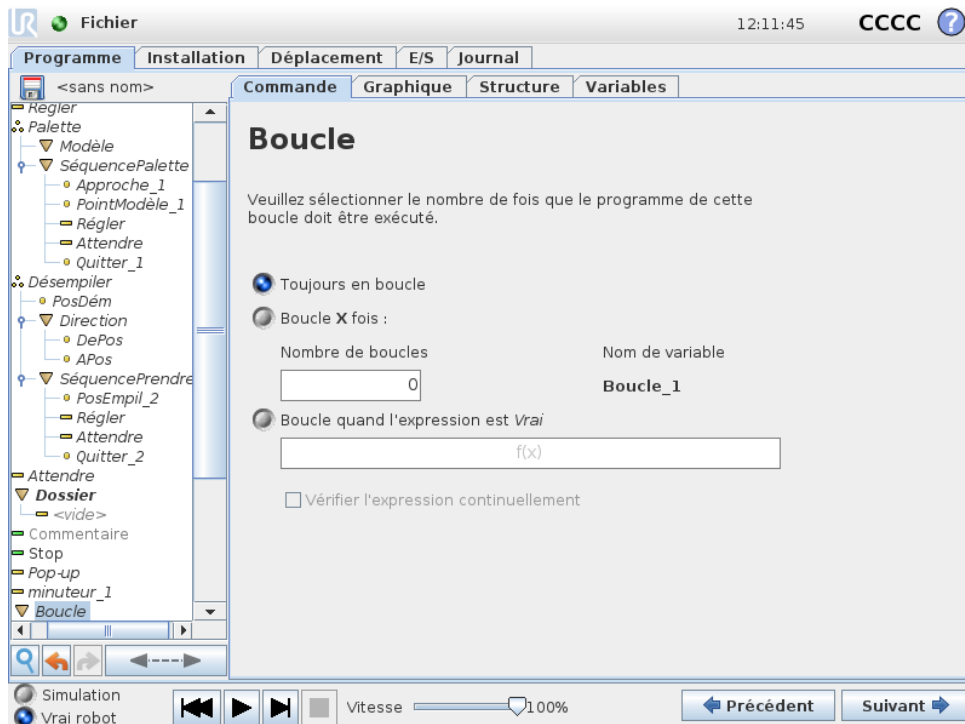 UR Fichier 12:11:45 CCCC ?
Programme Installation Déplacement E/S Journal
<sans nom> Commande Graphique Structure Variables
Régler
Palette
Modèle
SéquencePalette
Approche_1
PointModèle_1
Régler
Attendre
Quitter_1
Désempiler
PosDém
Direction
DePos
APos
SéquencePrendre
PosEmpil_2
Régler
Attendre
Quitter_2
Attendre
Dossier
<vide>
Commentaire
Stop
Pop-up
minuteur_1
Boucle
Boucle
Veuillez sélectionner le nombre de fois que le programme de cette
boucle doit être exécuté.
Toujours en boucle
Boucle X fois :
Nombre de boucles Nom de variable
0 Boucle_1
Boucle quand l'expression est Vrai
f(x)
Vérifier l'expression continuellement
Simulation
Vrai robot
Vitesse 100%
Précédent Suivant